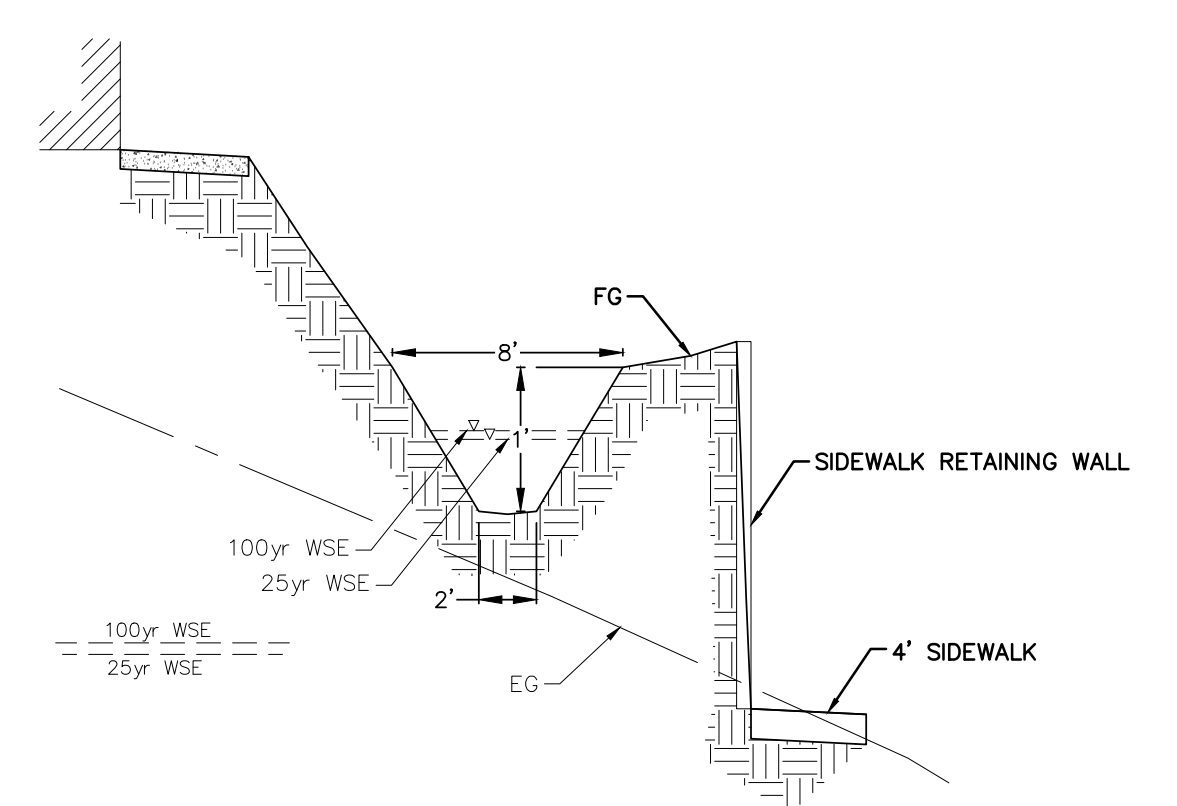 FG
8'
1'
SIDEWALK RETAINING WALL
100yr WSE
25yr WSE
2'
100yr WSE
25yr WSE
4' SIDEWALK
EG